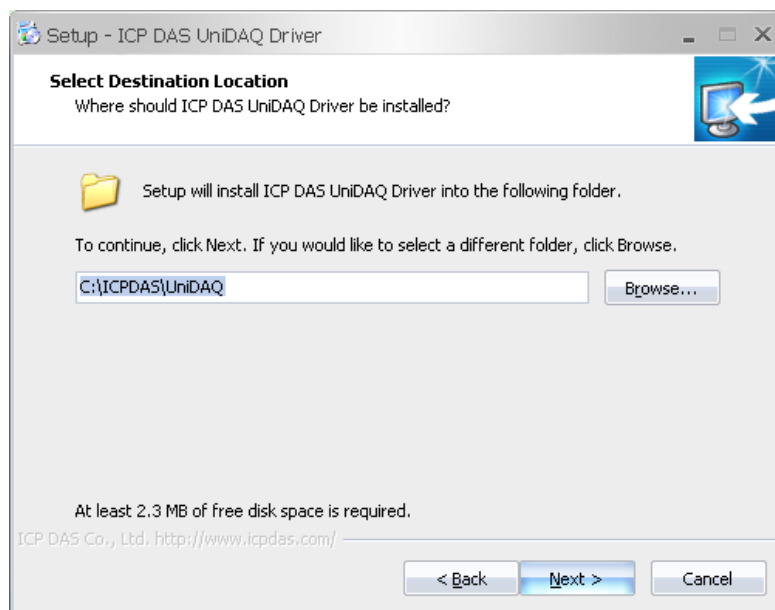 Setup - ICP DAS UniDAQ Driver
Select Destination Location
Where should ICP DAS UniDAQ Driver be installed?
Setup will install ICP DAS UniDAQ Driver into the following folder.
To continue, click Next. If you would like to select a different folder, click Browse.
C:\ICPDAS\UniDAQ
Browse...
At least 2.3 MB of free disk space is required.
ICP DAS Co., Ltd. http://www.icpdas.com/
< Back Next > Cancel